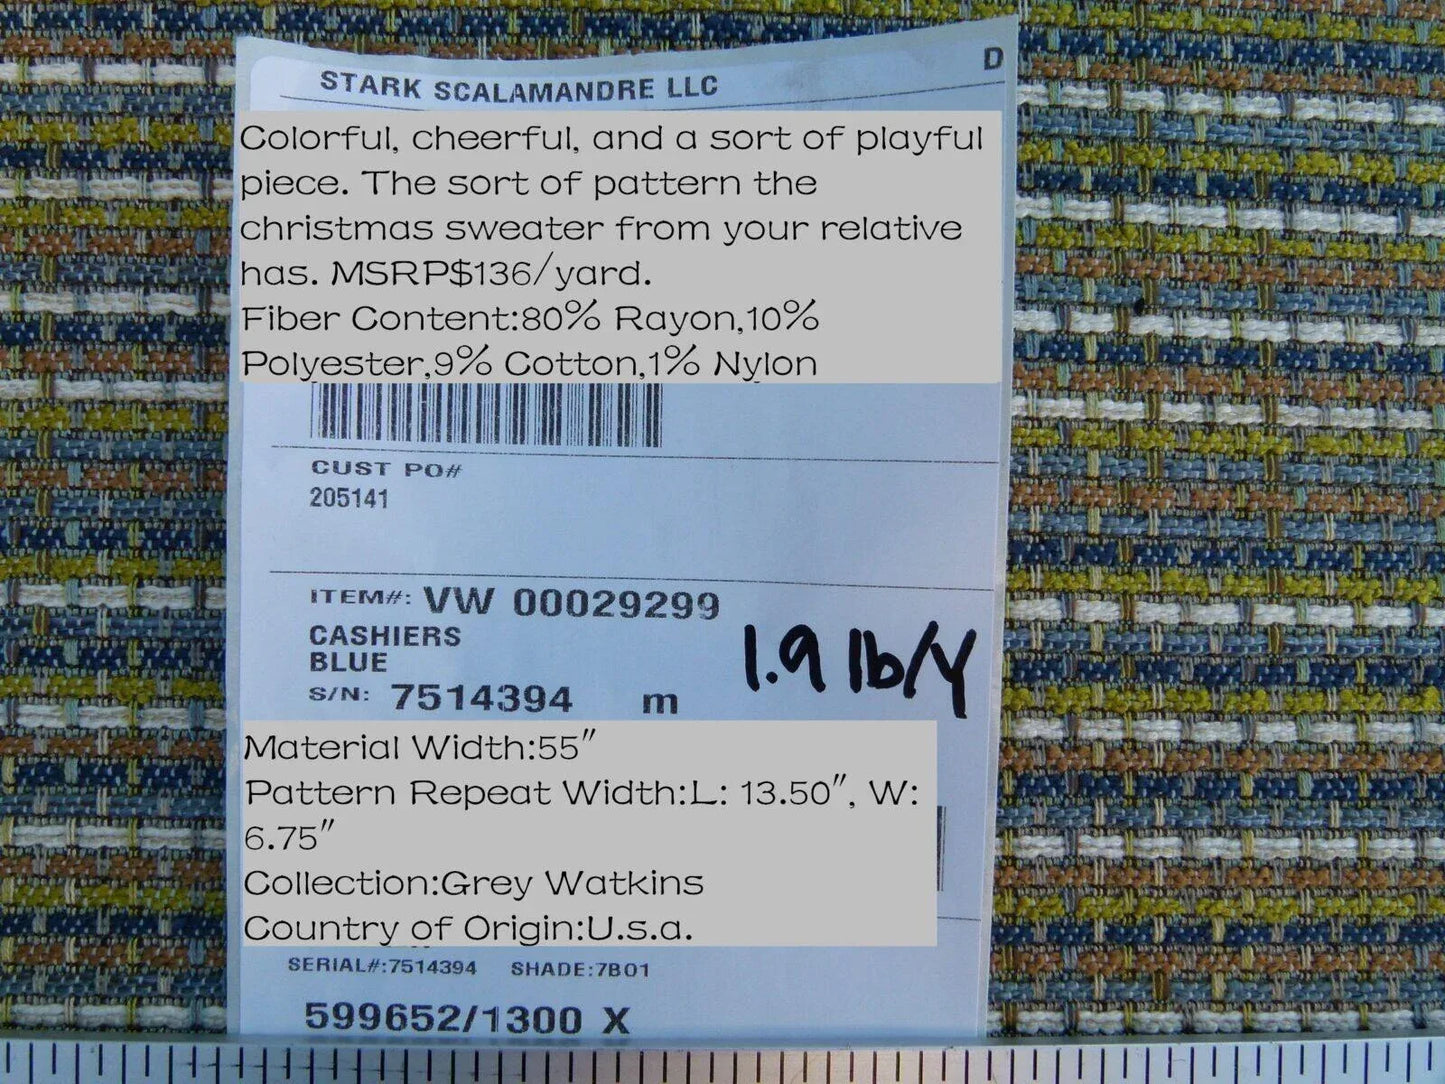 STARK SCALAMANDRE LLC
D
Colorful, cheerful, and a sort of playful
piece. The sort of pattern the
christmas sweater from your relative
has. MSRP$136/yard.
Fiber Content:80% Rayon,10%
Polyester,9% Cotton,1% Nylon
CUST PO#
205141
ITEM#: VW 00029299
CASHIERS
BLUE
1.9 lb/Y
S/N: 7514394 m
Material Width:55"
Pattern Repeat Width:L: 13.50", W:
6.75"
Collection:Grey Watkins
Country of Origin:U.s.a.
SERIAL#:7514394 SHADE:7B01
599652/1300 X